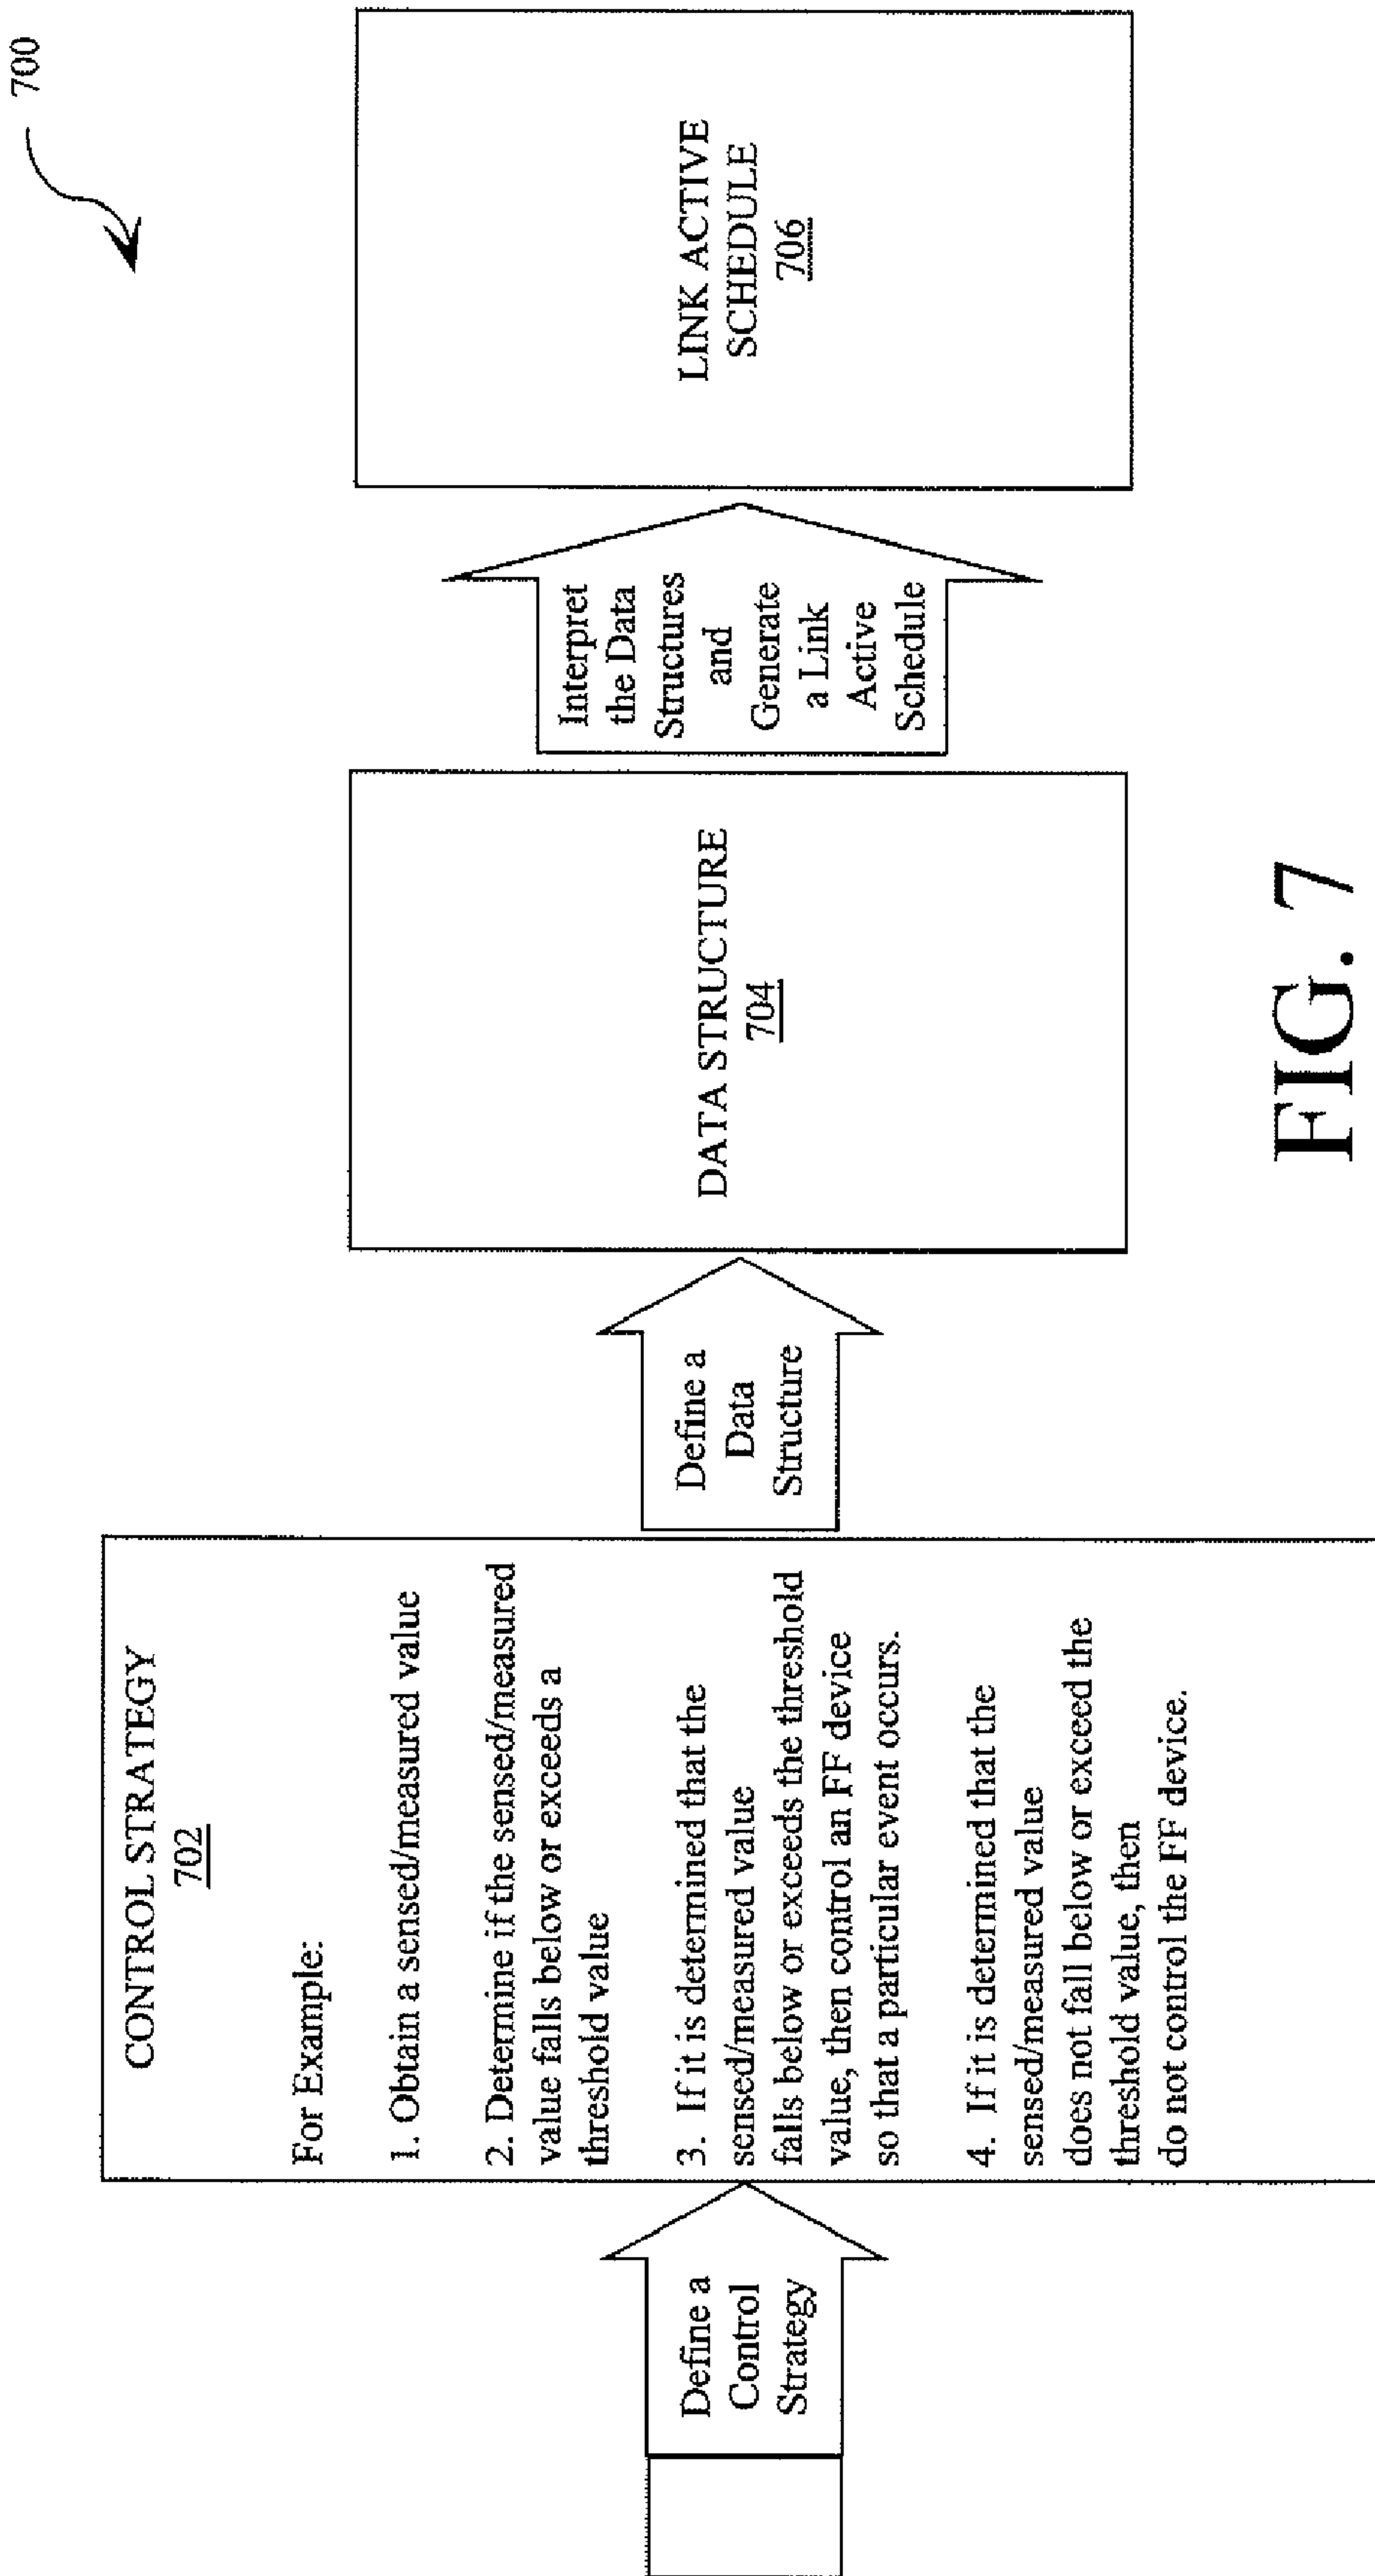 700
Define a
Control
Strategy
CONTROL STRATEGY
702
For Example:
1. Obtain a sensed/measured value
2. Determine if the sensed/measured
value falls below or exceeds a
threshold value
3. If it is determined that the
sensed/measured value
falls below or exceeds the threshold
value, then control an FF device
so that a particular event occurs.
4. If it is determined that the
sensed/measured value
does not fall below or exceed the
threshold value, then
do not control the FF device.
Define a
Data
Structure
DATA STRUCTURE
704
Interpret
the Data
Structures
and
Generate
a Link
Active
Schedule
LINK ACTIVE
SCHEDULE
706
FIG. 7